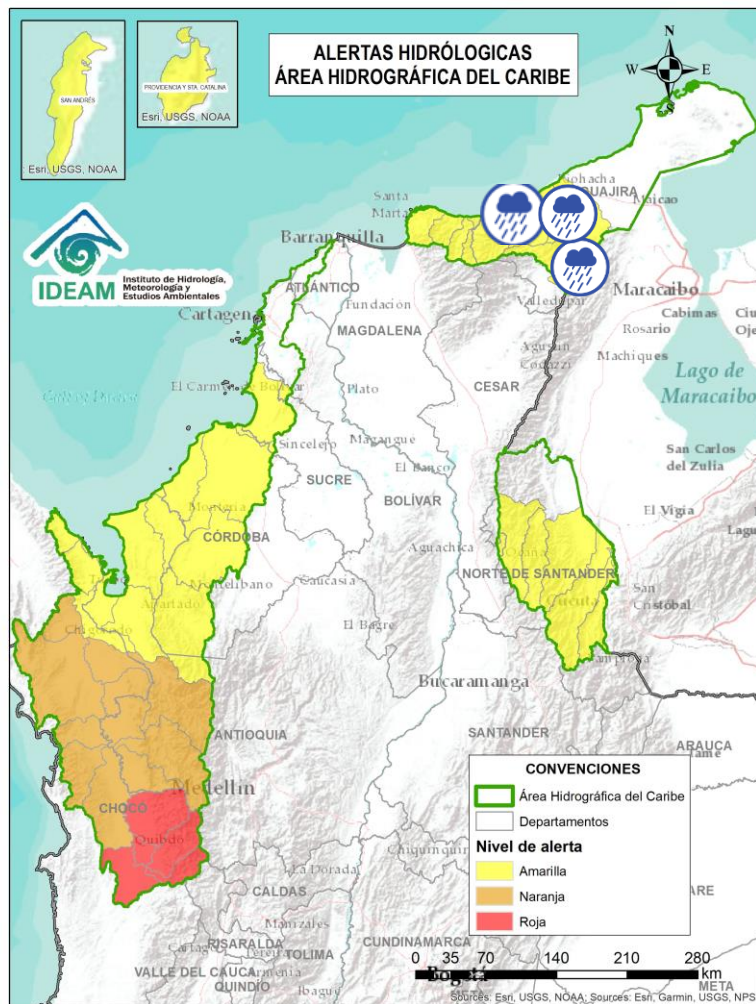 ALERTAS HIDRÓLOGICAS
ÁREA HIDROGRÁFICA DEL CARIBE
N
W
E
S
SAN ANDRÉS
Esri, USGS, NOAA
PROVIDENCIA Y STA. CATALINA
Esri, USGS, NOAA
IDEAM
Instituto de Hidrología,
Meteorología y
Estudios Ambientales
Santa
Marta
GUAJIRA
Maicao
Barranquilla
ATLÁNTICO
Cartagena
Fundación
MAGDALENA
Valledupar
Maracaibo
Cabimas
Rosario
Machiques
Agustín
Codazzi
CESAR
Lago de
Maracaibo
El Carmen de Bolívar
Plato
Sincelejo
Magangue
El Banco
SUCRE
BOLÍVAR
San Carlos
del Zulia
El Vigía
Montería
CÓRDOBA
Aguachica
Ocaña
NORTE DE SANTANDER
Cúcuta
San
Cristóbal
Montelíbano
Caucasia
Apartadó
El Bagre
Chigorodó
Pamplona
Bucaramanga
ANTIOQUIA
SANTANDER
ARAUCA
Medellín
CHOCÓ
Quibdó
La Dorada
Chiquinquirá
CALDAS
Manizales
RISARALDA
TOLIMA
CUNDINAMARCA
VALLE DEL CAUCA
Armenia
QUINDÍO
Ibagué
Bogotá
META
CONVENCIONES
Área Hidrográfica del Caribe
Departamentos
Nivel de alerta
Amarilla
Naranja
Roja
0 35 70 140 210 280
km
Sources: Esri, USGS, NOAA; Sources: Esri, Garmin, USGS, NPS